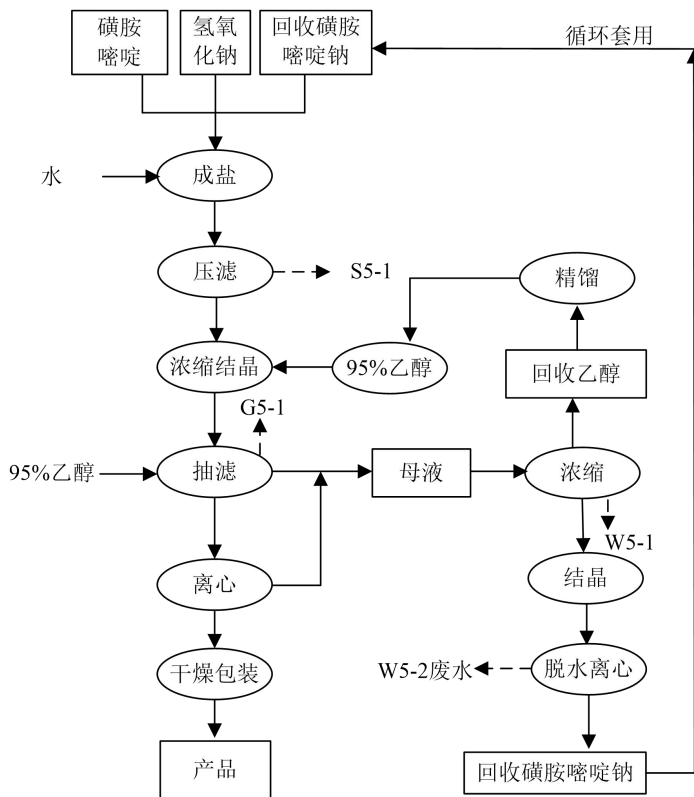 磺胺
嘧啶
氢氧
化钠
回收磺胺
嘧啶钠
循环套用
水
成盐
压滤
S5-1
精馏
浓缩结晶
95%乙醇
回收乙醇
G5-1
95%乙醇
抽滤
母液
浓缩
W5-1
离心
结晶
干燥包装
W5-2废水
脱水离心
产品
回收磺胺嘧啶钠